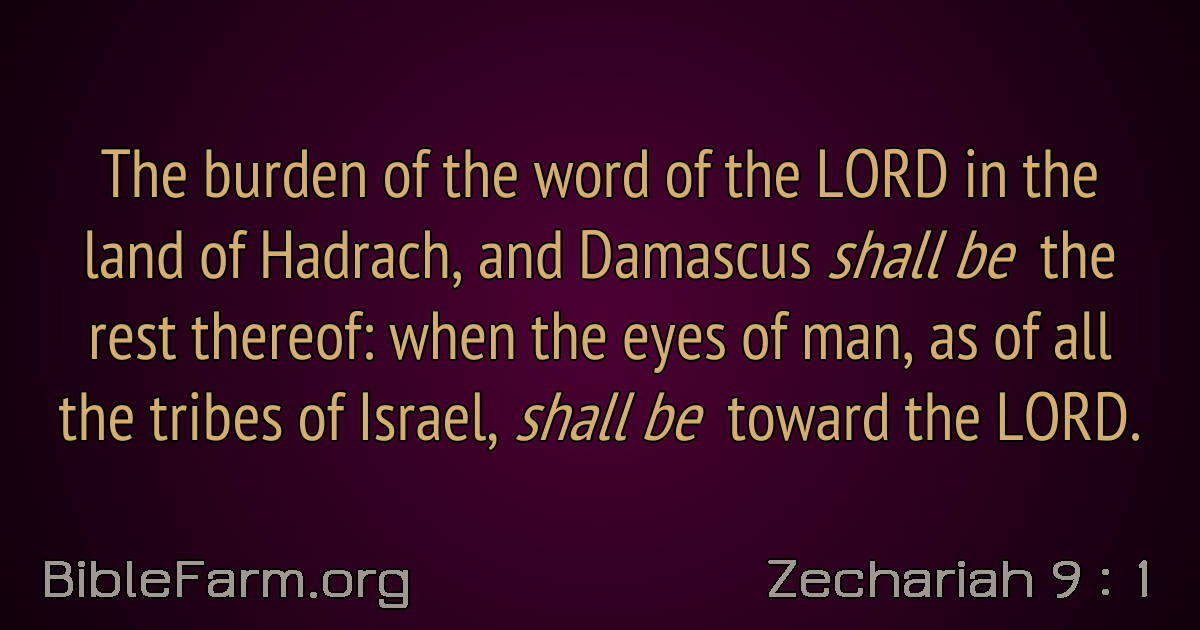 The burden of the word of the LORD in the
land of Hadrach, and Damascus shall be the
rest thereof: when the eyes of man, as of all
the tribes of Israel, shall be toward the LORD.
BibleFarm.org
Zechariah 9 : 1